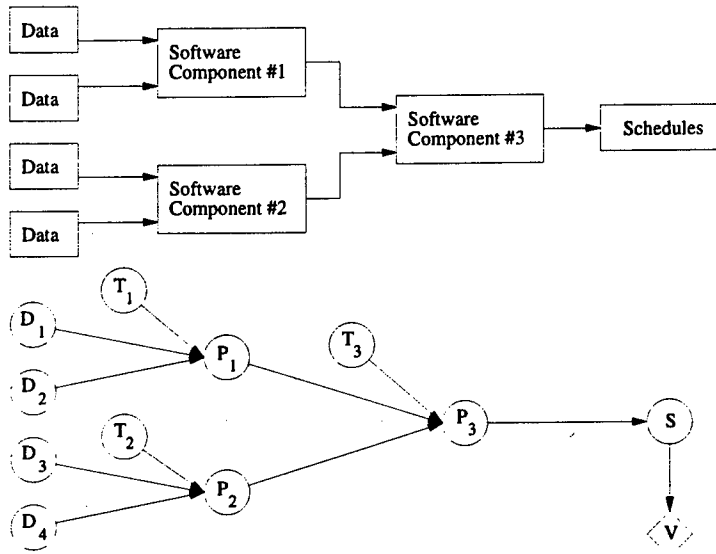 Data
Software
Component #1
Data
Software
Component #3
Schedules
Data
Software
Component #2
Data
T1
D1
P1
T3
D2
P3
S
T2
D3
P2
D4
V